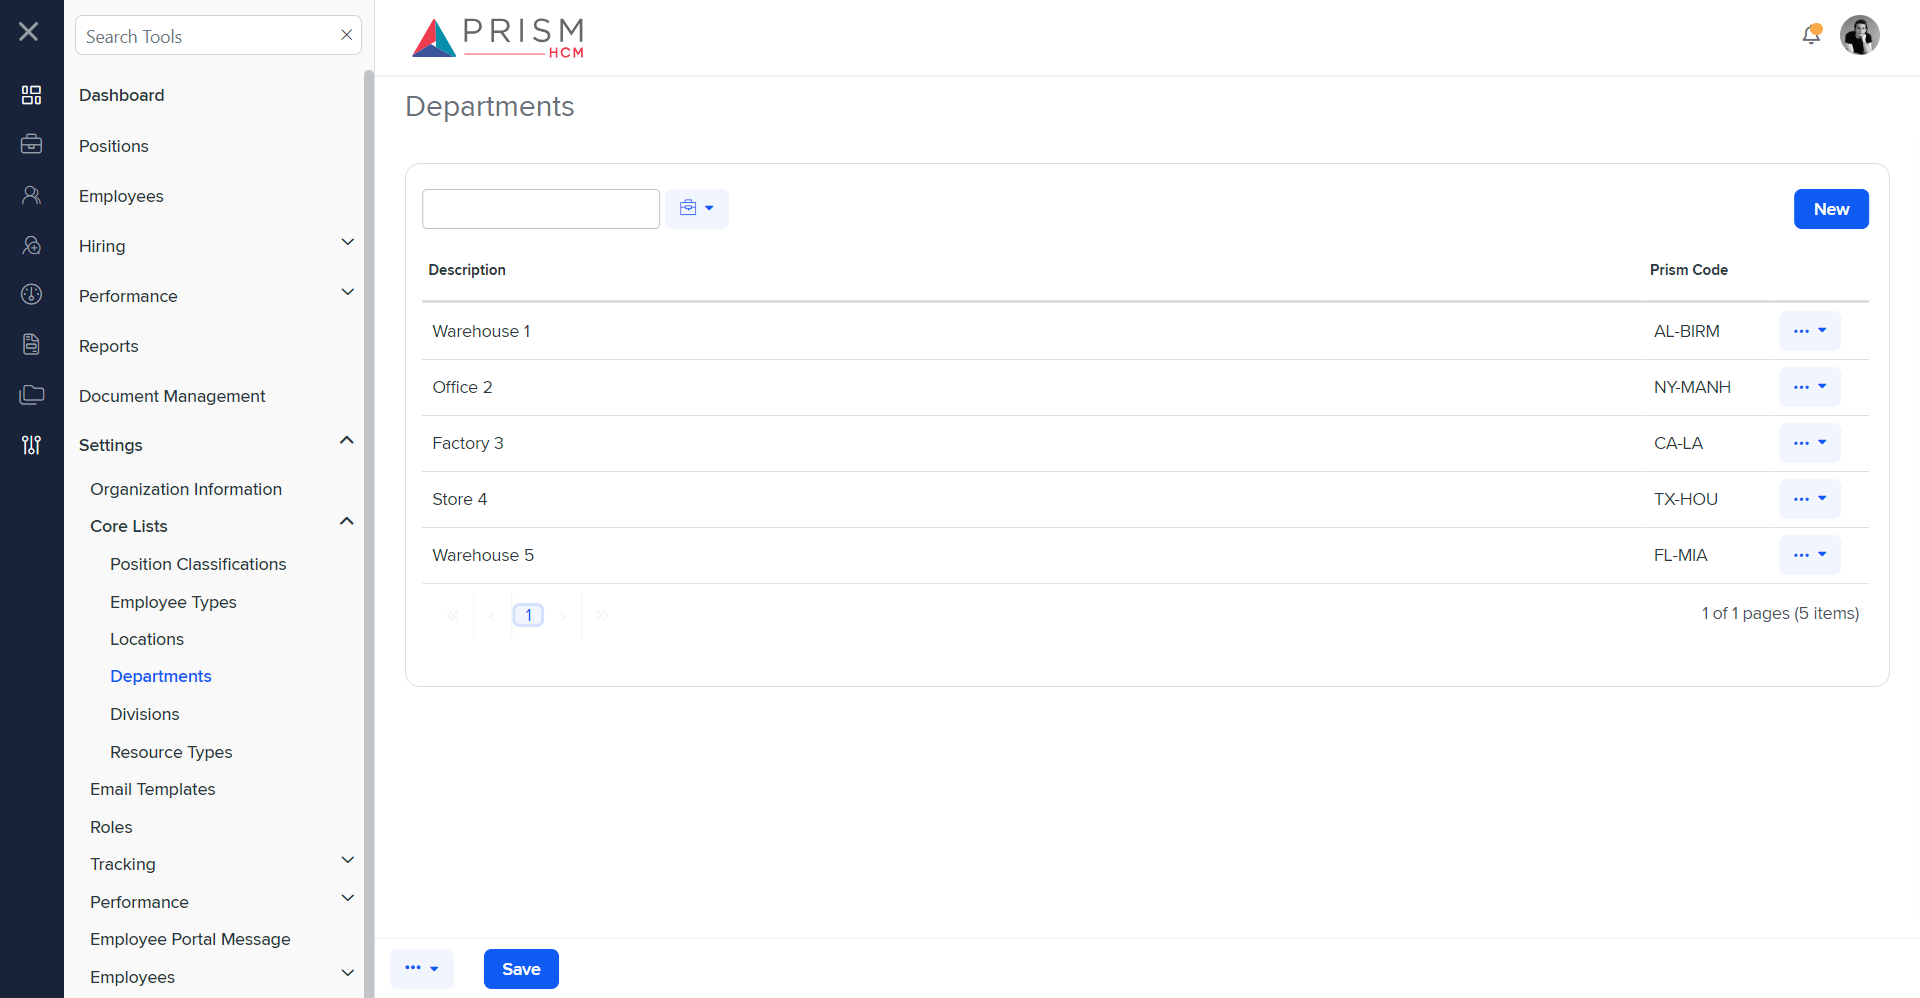 Search Tools
Dashboard
Positions
Employees
Hiring
Performance
Reports
Document Management
Settings
Organization Information
Core Lists
Position Classifications
Employee Types
Locations
Departments
Divisions
Resource Types
Email Templates
Roles
Tracking
Performance
Employee Portal Message
Employees
PRISM
HCM
Departments
New
Description Prism Code
Warehouse 1 AL-BIRM
Office 2 NY-MANH
Factory 3 CA-LA
Store 4 TX-HOU
Warehouse 5 FL-MIA
« ‹ 1 › » 1 of 1 pages (5 items)
Save